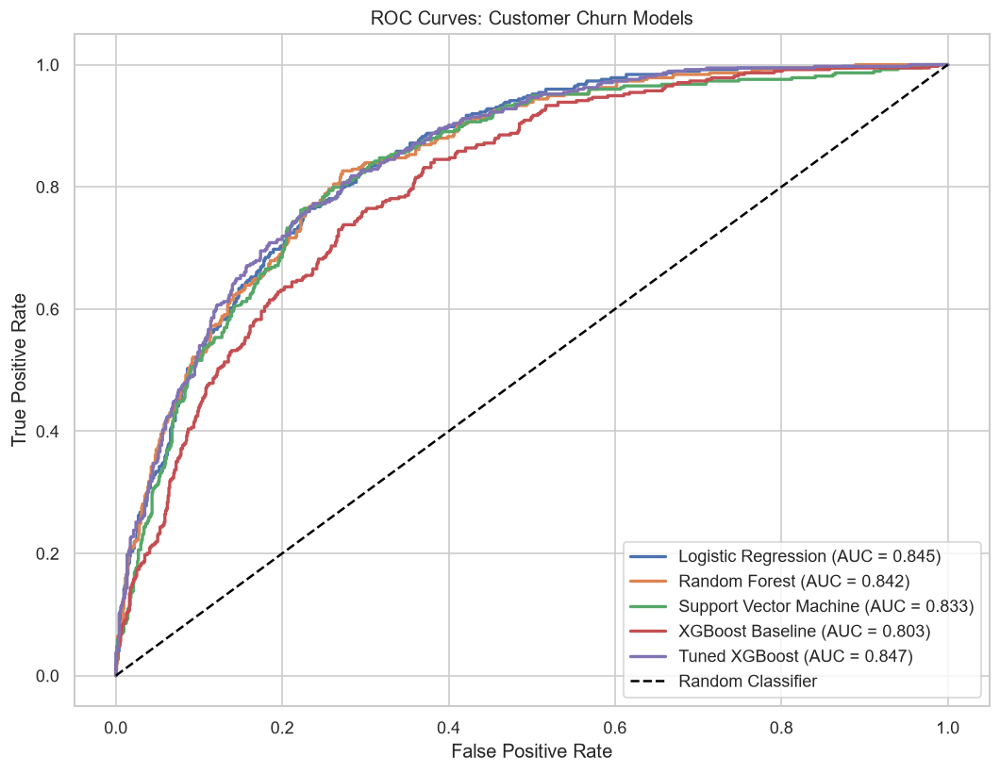 ROC Curves: Customer Churn Models
True Positive Rate
1.0
0.8
0.6
0.4
0.2
0.0
Logistic Regression (AUC = 0.845)
Random Forest (AUC = 0.842)
Support Vector Machine (AUC = 0.833)
XGBoost Baseline (AUC = 0.803)
Tuned XGBoost (AUC = 0.847)
Random Classifier
0.0 0.2 0.4 0.6 0.8 1.0
False Positive Rate